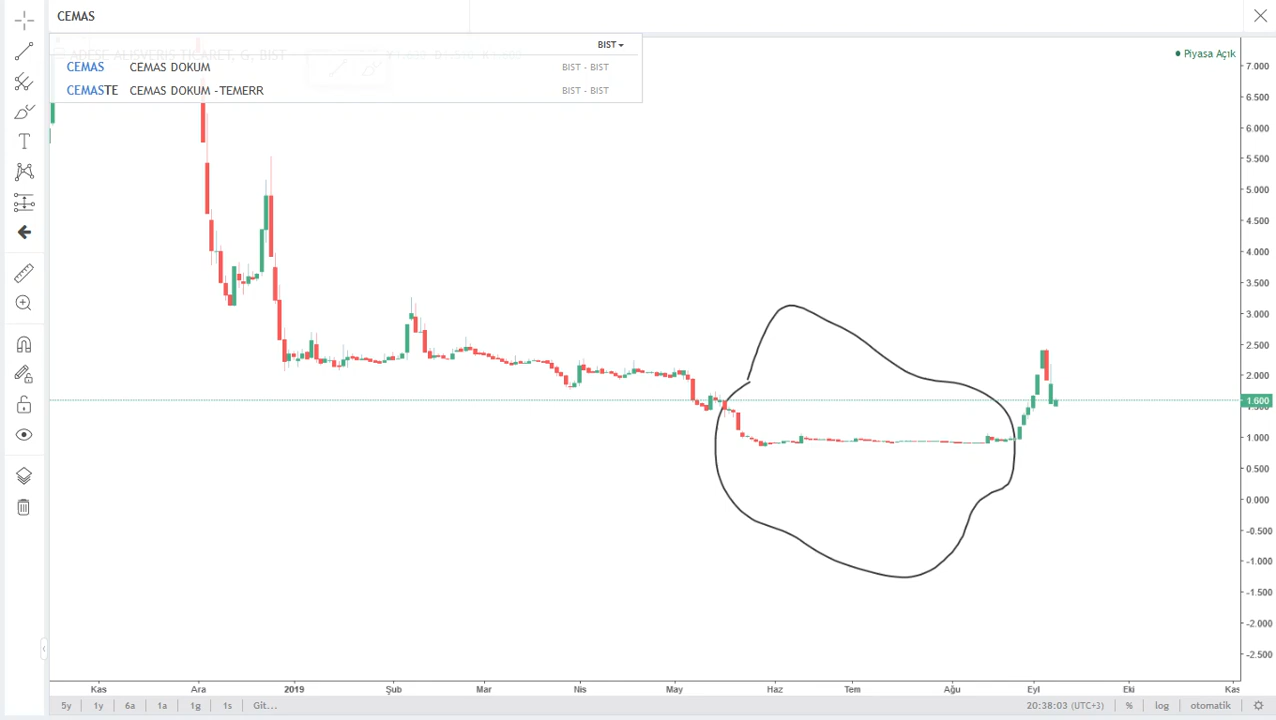 CEMAS
BIST
ADESE ALISVERIS TICARET, G, BIST
CEMAS CEMAS DOKUM BIST - BIST
CEMASTE CEMAS DOKUM - TEMERR BIST - BIST
Piyasa Açık
7.000
6.000
5.500
5.000
4.500
4.000
3.500
3.000
2.500
2.000
1.600
1.000
0.500
0.000
-0.500
-1.000
-1.500
-2.000
-2.500
Kas Ara 2019 Şub Mar Nis May Haz Tem Ağu Eyl Eki Kas
5y 1y 6a 1a 1g 1s Git... 20:38:03 (UTC+3) % log otomatik